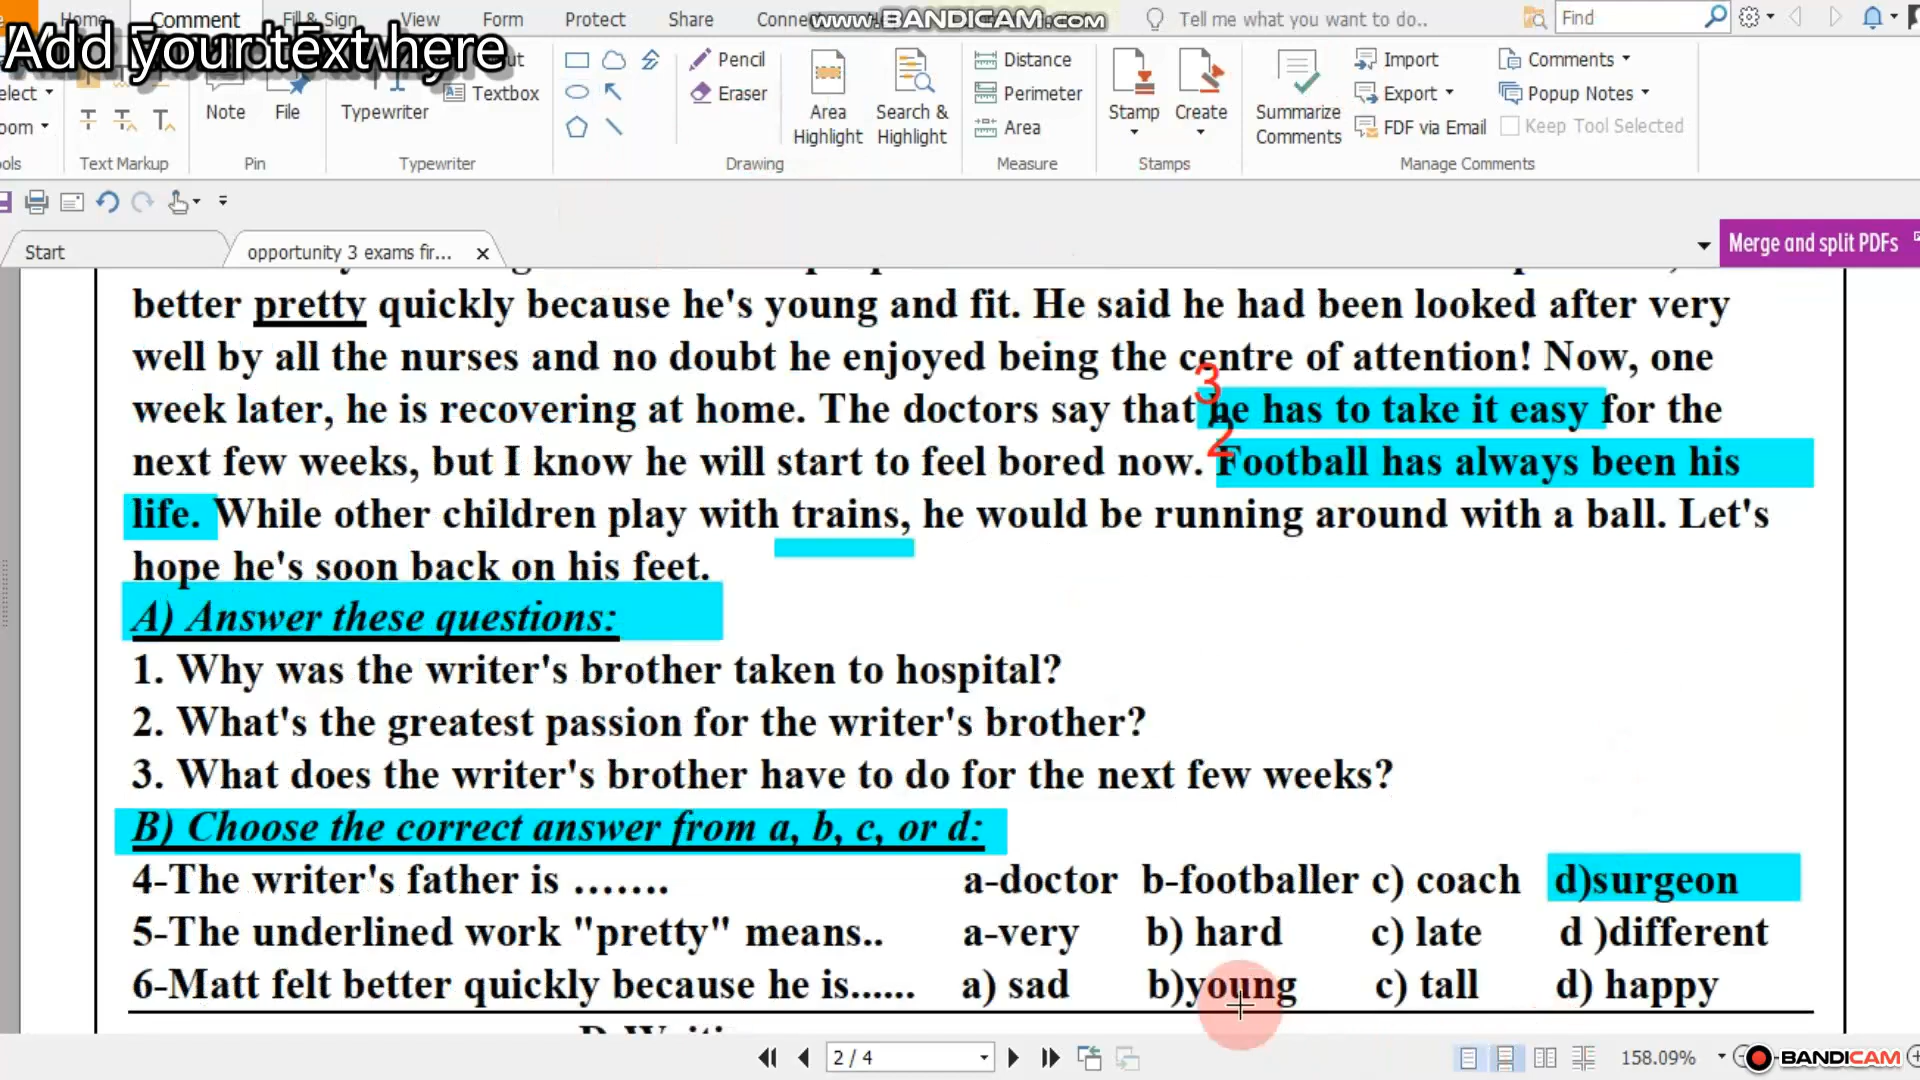 Home Comment Fill & Sign View Form Protect Share Connect www.BANDICAM.com Tell me what you want to do.. Find
Add your text here
Pencil Distance Import Comments
Textbox Eraser Perimeter Export Popup Notes
Note File Typewriter Area Highlight Search & Highlight Area Stamp Create Summarize Comments FDF via Email Keep Tool Selected
Text Markup Pin Typewriter Drawing Measure Stamps Manage Comments
Start opportunity 3 exams fir... Merge and split PDFs
better pretty quickly because he's young and fit. He said he had been looked after very
well by all the nurses and no doubt he enjoyed being the centre of attention! Now, one
3
week later, he is recovering at home. The doctors say that he has to take it easy for the
2
next few weeks, but I know he will start to feel bored now. Football has always been his
life. While other children play with trains, he would be running around with a ball. Let's
hope he's soon back on his feet.
A) Answer these questions:
1. Why was the writer's brother taken to hospital?
2. What's the greatest passion for the writer's brother?
3. What does the writer's brother have to do for the next few weeks?
B) Choose the correct answer from a, b, c, or d:
4-The writer's father is ……. a-doctor b-footballer c) coach d)surgeon
5-The underlined work "pretty" means.. a-very b) hard c) late d )different
6-Matt felt better quickly because he is...... a) sad b)young c) tall d) happy
2 / 4 158.09% BANDICAM